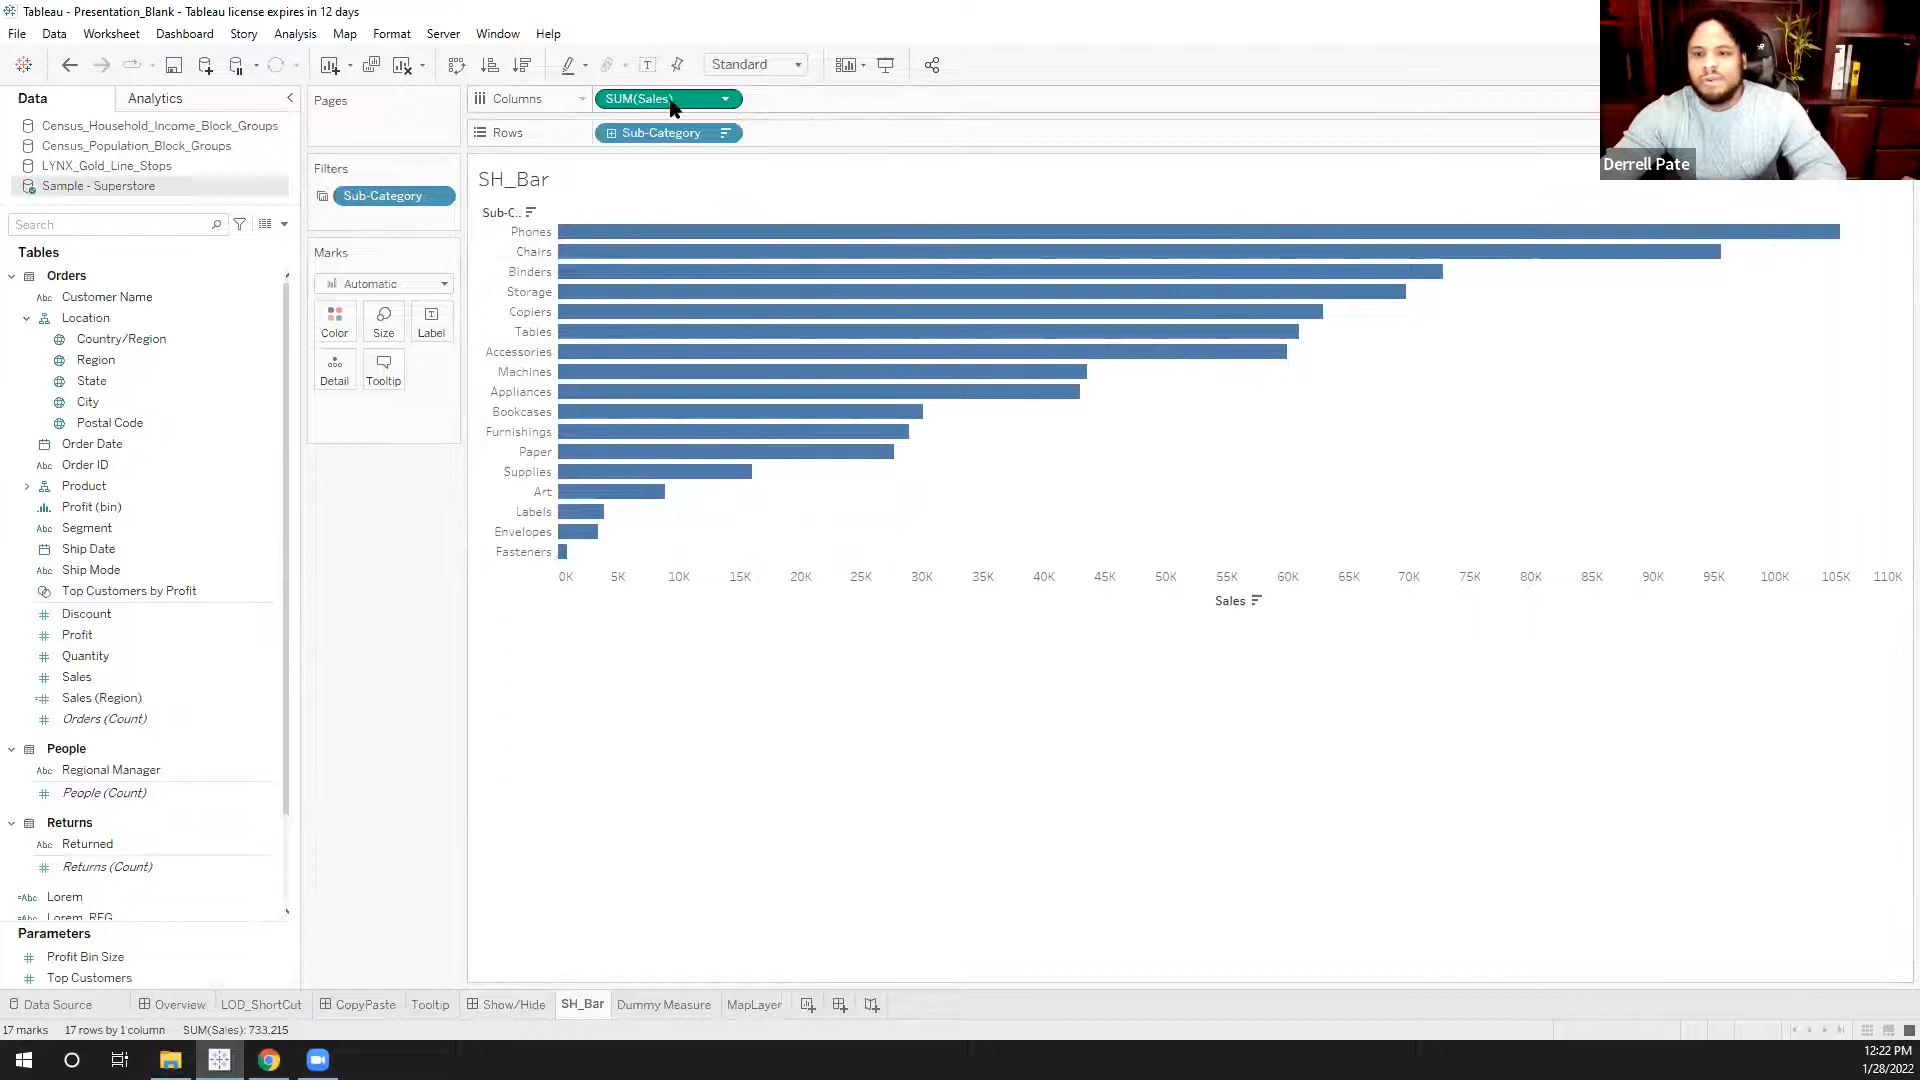 Tableau - Presentation_Blank - Tableau license expires in 12 days
File Data Worksheet Dashboard Story Analysis Map Format Server Window Help
Standard
Data Analytics
Pages
Columns SUM(Sales)
Rows Sub-Category
Derrell Pate
Census_Household_Income_Block_Groups
Census_Population_Block_Groups
LYNX_Gold_Line_Stops
Sample - Superstore
Search
Tables
Orders
Abc Customer Name
Location
Country/Region
Region
State
City
Postal Code
Order Date
Abc Order ID
Product
Profit (bin)
Abc Segment
Ship Date
Abc Ship Mode
Top Customers by Profit
# Discount
# Profit
# Quantity
# Sales
=# Sales (Region)
# Orders (Count)
People
Abc Regional Manager
# People (Count)
Returns
Abc Returned
# Returns (Count)
=Abc Lorem
=Abc Lorem_REG
Parameters
# Profit Bin Size
# Top Customers
Filters
Sub-Category
Marks
Automatic
Color Size Label
Detail Tooltip
SH_Bar
Sub-C..
Phones
Chairs
Binders
Storage
Copiers
Tables
Accessories
Machines
Appliances
Bookcases
Furnishings
Paper
Supplies
Art
Labels
Envelopes
Fasteners
0K 5K 10K 15K 20K 25K 30K 35K 40K 45K 50K 55K 60K 65K 70K 75K 80K 85K 90K 95K 100K 105K 110K
Sales
Data Source Overview LOD_ShortCut CopyPaste Tooltip Show/Hide SH_Bar Dummy Measure MapLayer
17 marks 17 rows by 1 column SUM(Sales): 733,215
12:22 PM
1/28/2022